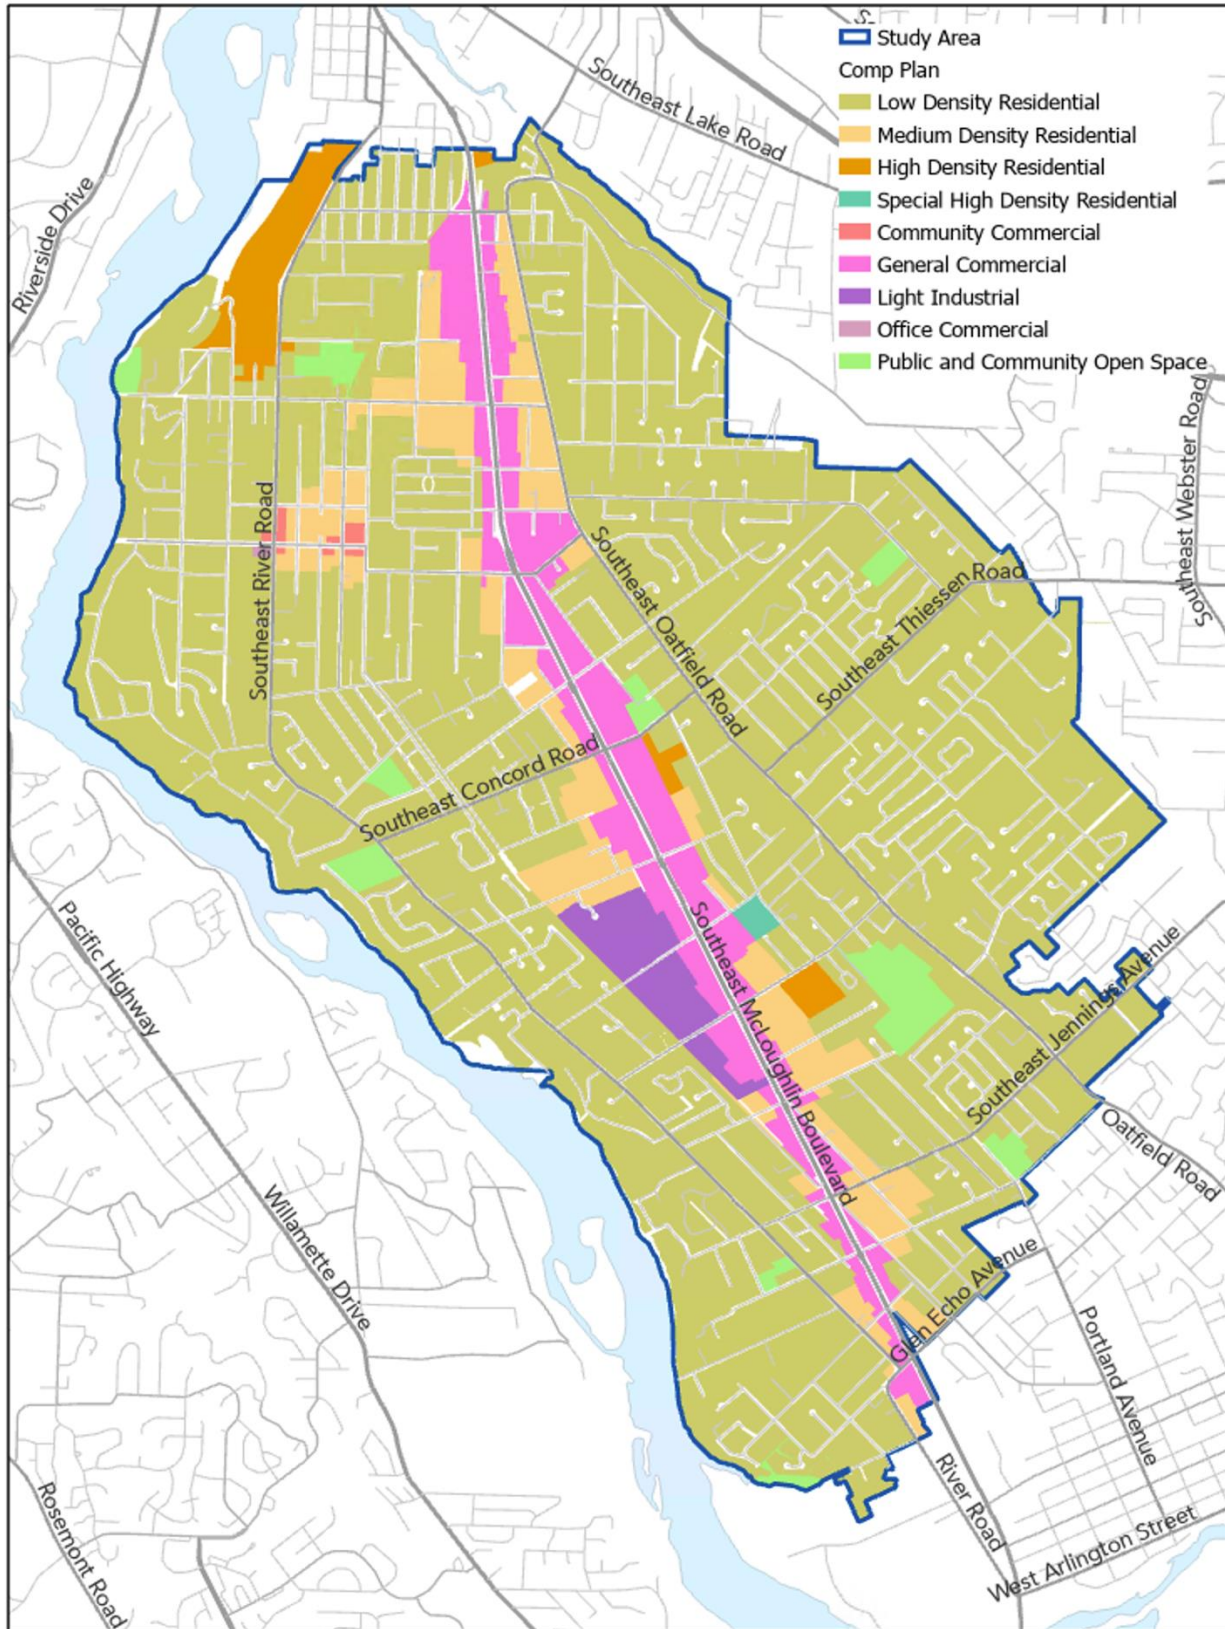 Study Area
Comp Plan
Low Density Residential
Medium Density Residential
High Density Residential
Special High Density Residential
Community Commercial
General Commercial
Light Industrial
Office Commercial
Public and Community Open Space
Southeast Lake Road
Riverside Drive
Southeast Webster Road
Southeast River Road
Southeast Oatfield Road
Southeast Thiessen Road
Southeast Concord Road
Southeast McLoughlin Boulevard
Pacific Highway
Southeast Jennings Avenue
Oatfield Road
Willamette Drive
Glen Echo Avenue
Portland Avenue
River Road
Rosemont Road
West Arlington Street